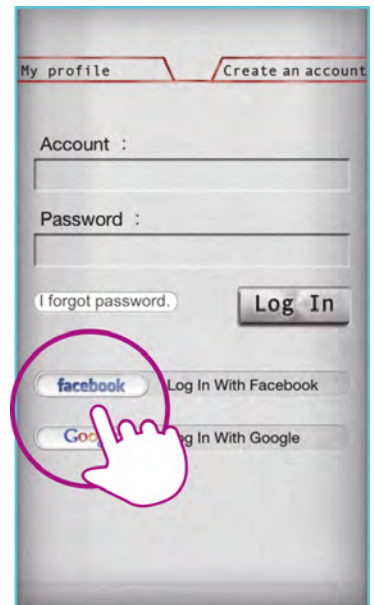 My profile
Create an account
Account :
Password :
I forgot password.
Log In
facebook Log In With Facebook
Goo Log In With Google